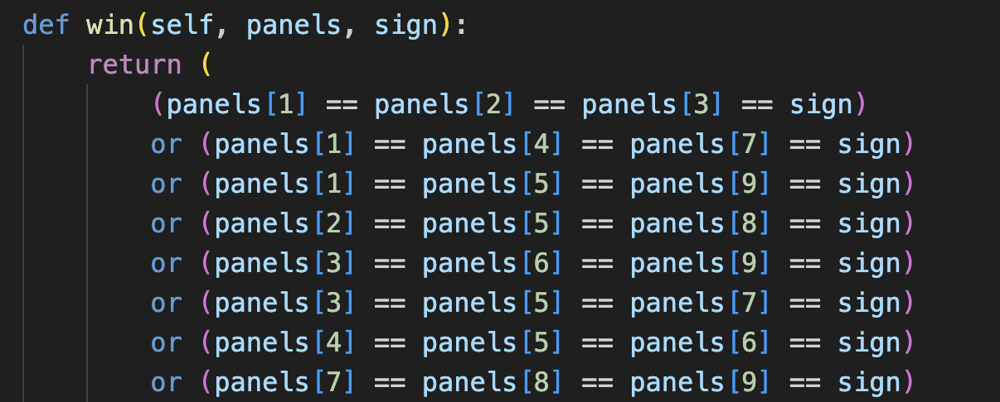 def win(self, panels, sign):
    return (
        (panels[1] == panels[2] == panels[3] == sign)
        or (panels[1] == panels[4] == panels[7] == sign)
        or (panels[1] == panels[5] == panels[9] == sign)
        or (panels[2] == panels[5] == panels[8] == sign)
        or (panels[3] == panels[6] == panels[9] == sign)
        or (panels[3] == panels[5] == panels[7] == sign)
        or (panels[4] == panels[5] == panels[6] == sign)
        or (panels[7] == panels[8] == panels[9] == sign)